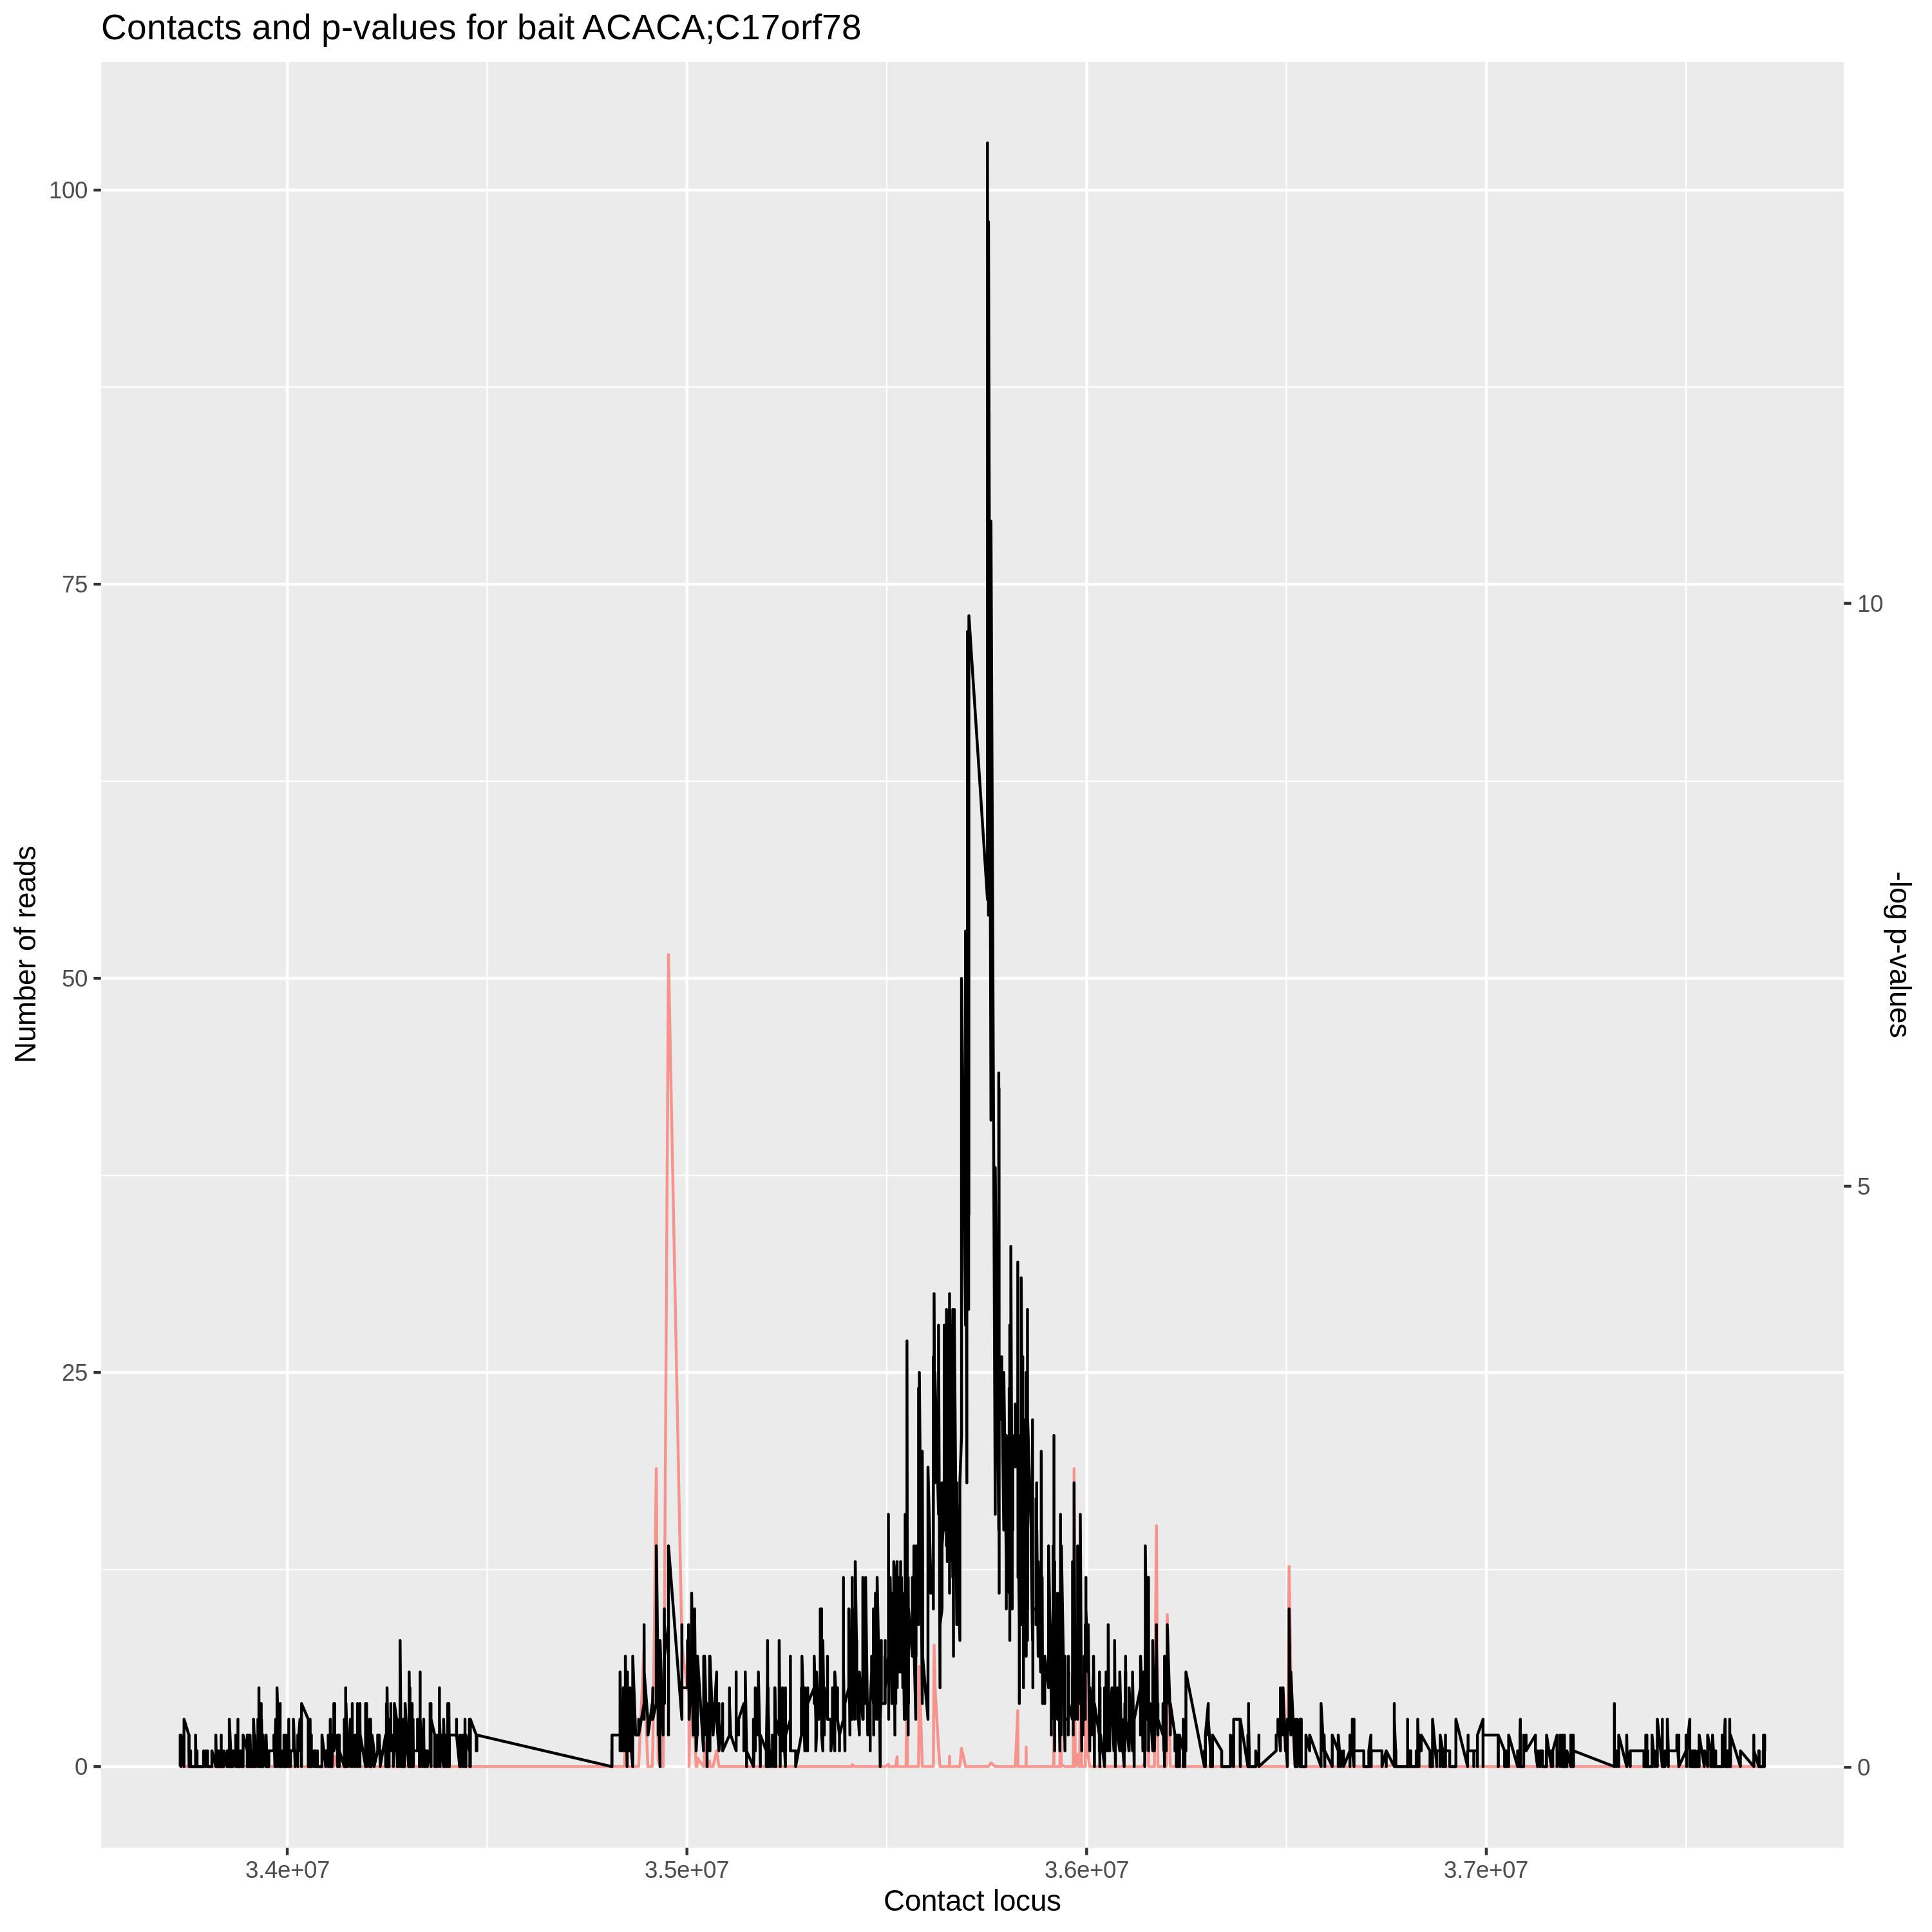 Contacts and p-values for bait ACACA;C17orf78
100
75
50
25
0
Number of reads
10
5
0
-log p-values
3.4e+07
3.5e+07
3.6e+07
3.7e+07
Contact locus